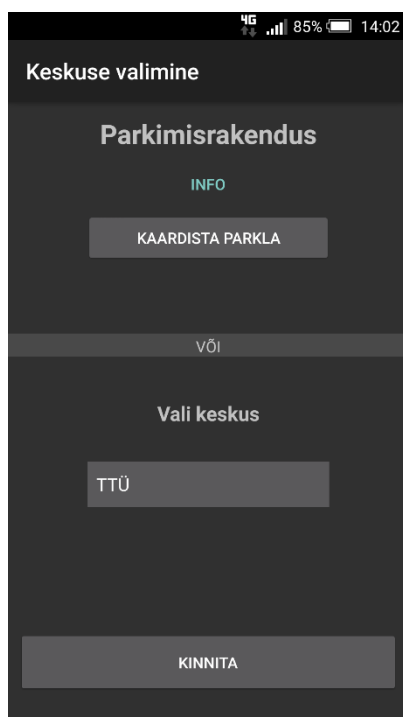 4G 85% 14:02
Keskuse valimine
Parkimisrakendus
INFO
KAARDISTA PARKLA
VÕI
Vali keskus
TTÜ
KINNITA